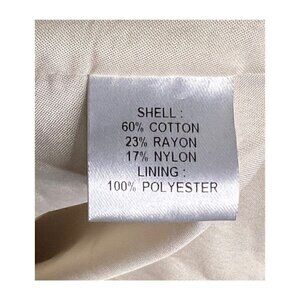 SHELL :
60% COTTON
23% RAYON
17% NYLON
LINING :
100% POLYESTER